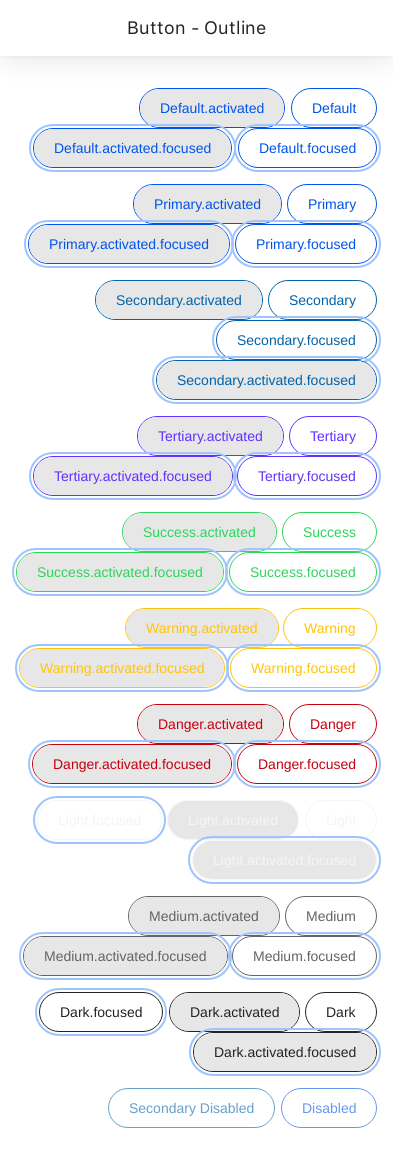 Button - Outline
Default.activated Default
Default.activated.focused Default.focused
Primary.activated Primary
Primary.activated.focused Primary.focused
Secondary.activated Secondary
Secondary.focused
Secondary.activated.focused
Tertiary.activated Tertiary
Tertiary.activated.focused Tertiary.focused
Success.activated Success
Success.activated.focused Success.focused
Warning.activated Warning
Warning.activated.focused Warning.focused
Danger.activated Danger
Danger.activated.focused Danger.focused
Light.focused Light.activated Light
Light.activated.focused
Medium.activated Medium
Medium.activated.focused Medium.focused
Dark.focused Dark.activated Dark
Dark.activated.focused
Secondary Disabled Disabled